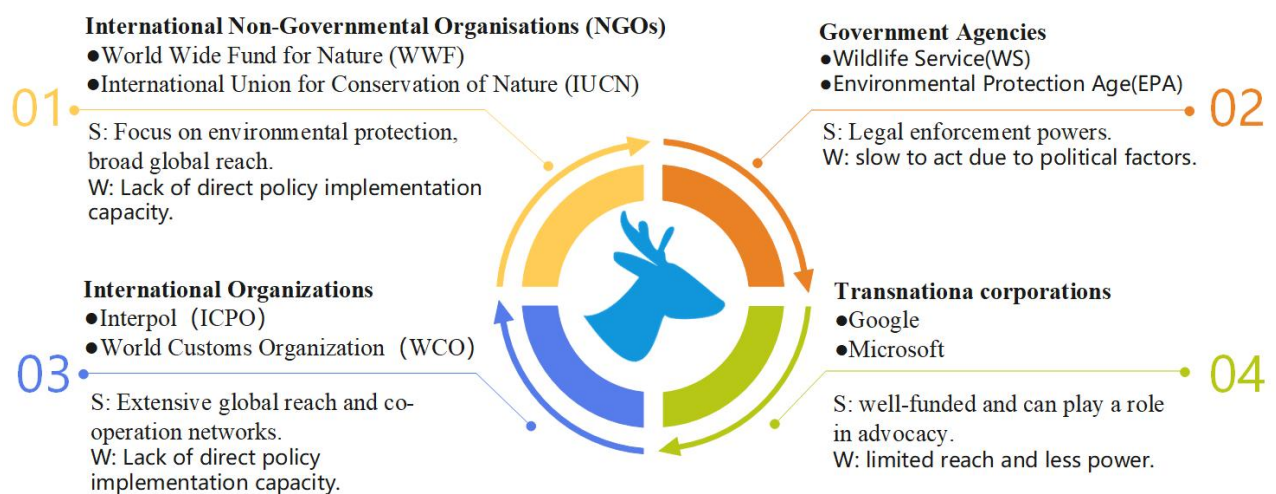 International Non-Governmental Organisations (NGOs)
●World Wide Fund for Nature (WWF)
●International Union for Conservation of Nature (IUCN)
01
S: Focus on environmental protection,
broad global reach.
W: Lack of direct policy implementation
capacity.
Government Agencies
●Wildlife Service(WS)
●Environmental Protection Age(EPA)
02
S: Legal enforcement powers.
W: slow to act due to political factors.
International Organizations
●Interpol（ICPO）
●World Customs Organization（WCO）
03
S: Extensive global reach and co-
operation networks.
W: Lack of direct policy
implementation capacity.
Transnationa corporations
●Google
●Microsoft
04
S: well-funded and can play a role
in advocacy.
W: limited reach and less power.